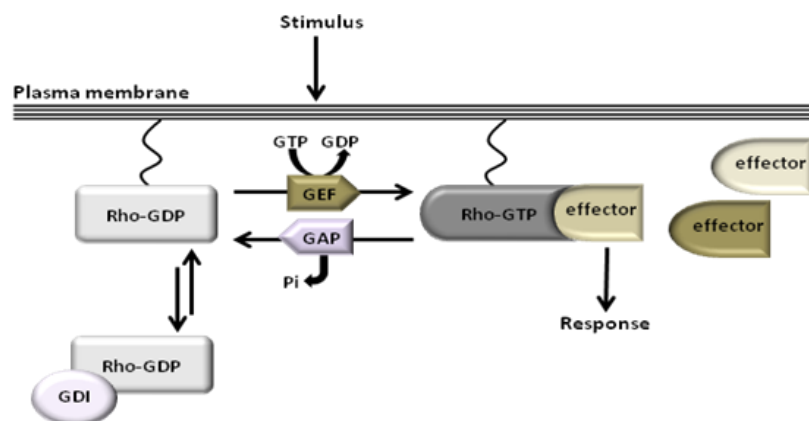 Stimulus
Plasma membrane
GTP GDP
GEF
Rho-GDP
GAP
Pi
Rho-GTP
effector
effector
effector
Response
Rho-GDP
GDI